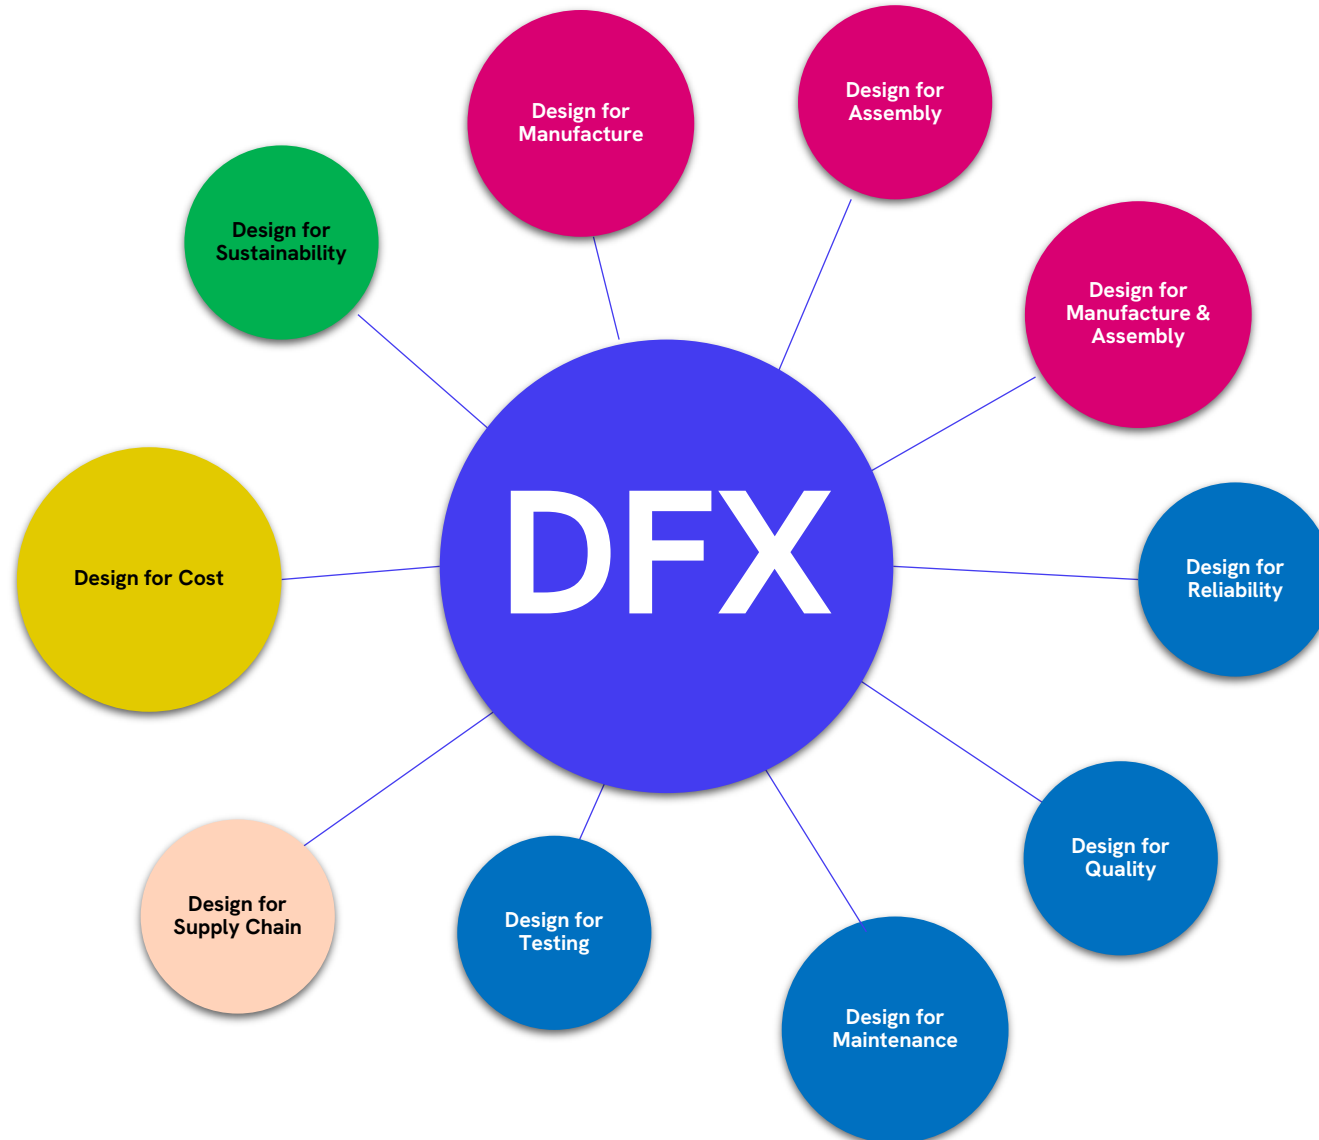 Design for
Assembly
Design for
Manufacture
Design for
Sustainability
Design for
Manufacture &
Assembly
DFX
Design for Cost
Design for
Reliability
Design for
Quality
Design for
Supply Chain
Design for
Testing
Design for
Maintenance